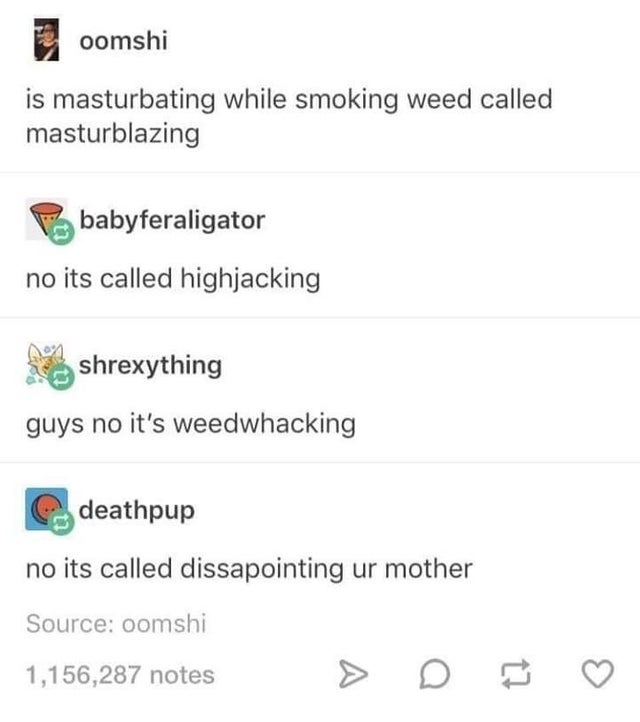 oomshi
is masturbating while smoking weed called
masturblazing
babyferaligator
no its called highjacking
shrexything
guys no it's weedwhacking
deathpup
no its called dissapointing ur mother
Source: oomshi
1,156,287 notes